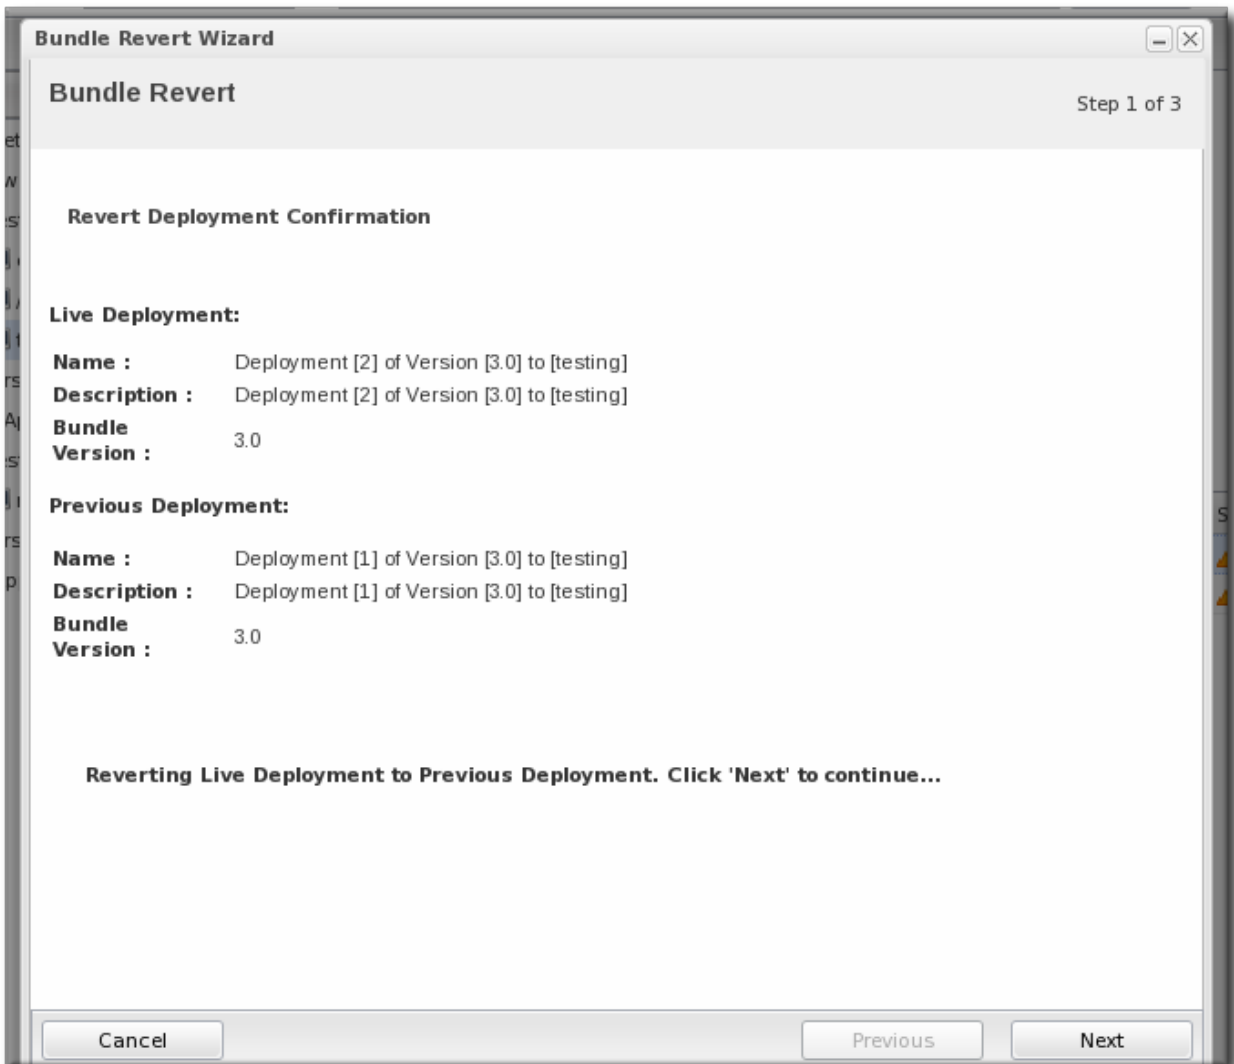 Bundle Revert Wizard
Bundle Revert
Step 1 of 3
Revert Deployment Confirmation
Live Deployment:
Name : Deployment [2] of Version [3.0] to [testing]
Description : Deployment [2] of Version [3.0] to [testing]
Bundle
Version : 3.0
Previous Deployment:
Name : Deployment [1] of Version [3.0] to [testing]
Description : Deployment [1] of Version [3.0] to [testing]
Bundle
Version : 3.0
Reverting Live Deployment to Previous Deployment. Click 'Next' to continue...
Cancel Previous Next